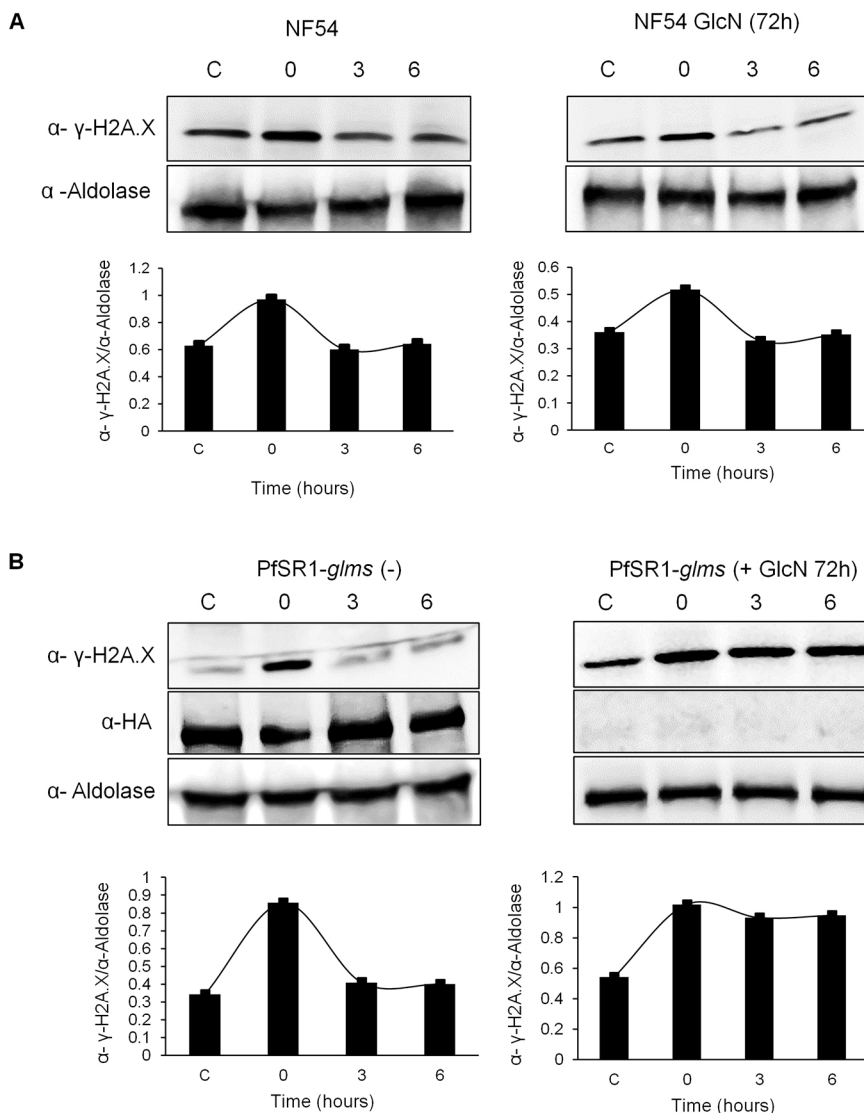 A
NF54
NF54 GlcN (72h)
C 0 3 6
C 0 3 6
α- γ-H2A.X
α -Aldolase
α- γ-H2A.X/α-Aldolase
1.2
1
0.8
0.6
0.4
0.2
0
C 0 3 6
Time (hours)
α- γ-H2A.X/α-Aldolase
0.6
0.5
0.4
0.3
0.2
0.1
0
C 0 3 6
Time (hours)
B
PfSR1-glms (-)
PfSR1-glms (+ GlcN 72h)
C 0 3 6
C 0 3 6
α- γ-H2A.X
α-HA
α- Aldolase
α- γ-H2A.X/α-Aldolase
1
0.9
0.8
0.7
0.6
0.5
0.4
0.3
0.2
0.1
0
C 0 3 6
Time (hours)
α- γ-H2A.X/α-Aldolase
1.2
1
0.8
0.6
0.4
0.2
0
C 0 3 6
Time (hours)